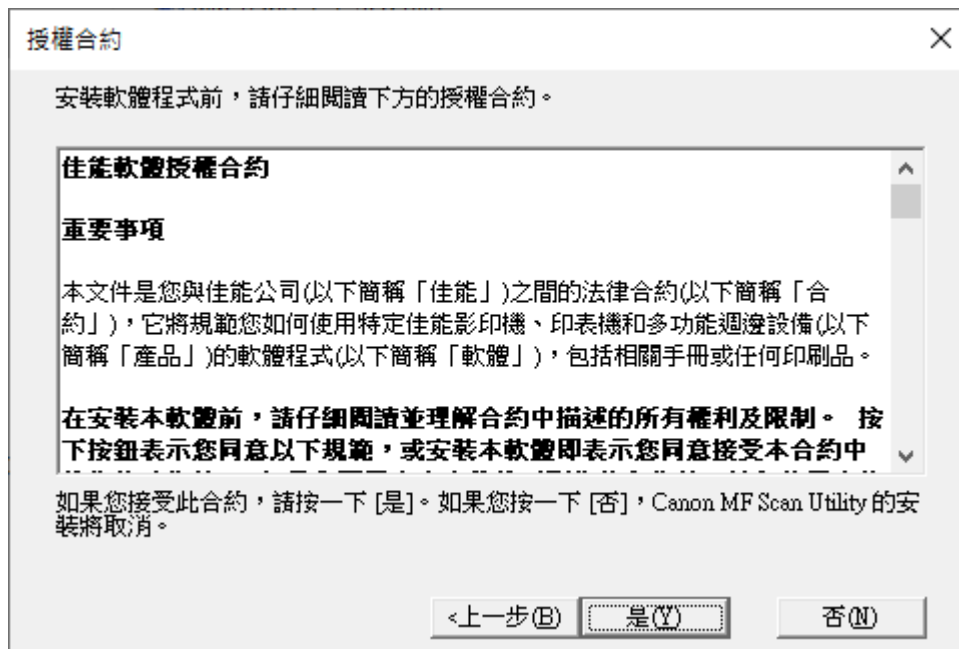 授權合約
安裝軟體程式前，請仔細閱讀下方的授權合約。
佳能軟體授權合約
重要事項
本文件是您與佳能公司(以下簡稱「佳能」)之間的法律合約(以下簡稱「合
約」)，它將規範您如何使用特定佳能影印機、印表機和多功能週邊設備(以下
簡稱「產品」)的軟體程式(以下簡稱「軟體」)，包括相關手冊或任何印刷品。
在安裝本軟體前，請仔細閱讀並理解合約中描述的所有權利及限制。 按
下按鈕表示您同意以下規範，或安裝本軟體即表示您同意接受本合約中
如果您接受此合約，請按一下 [是]。如果您按一下 [否]，Canon MF Scan Utility 的安
裝將取消。
<上一步(B) 是(Y) 否(N)